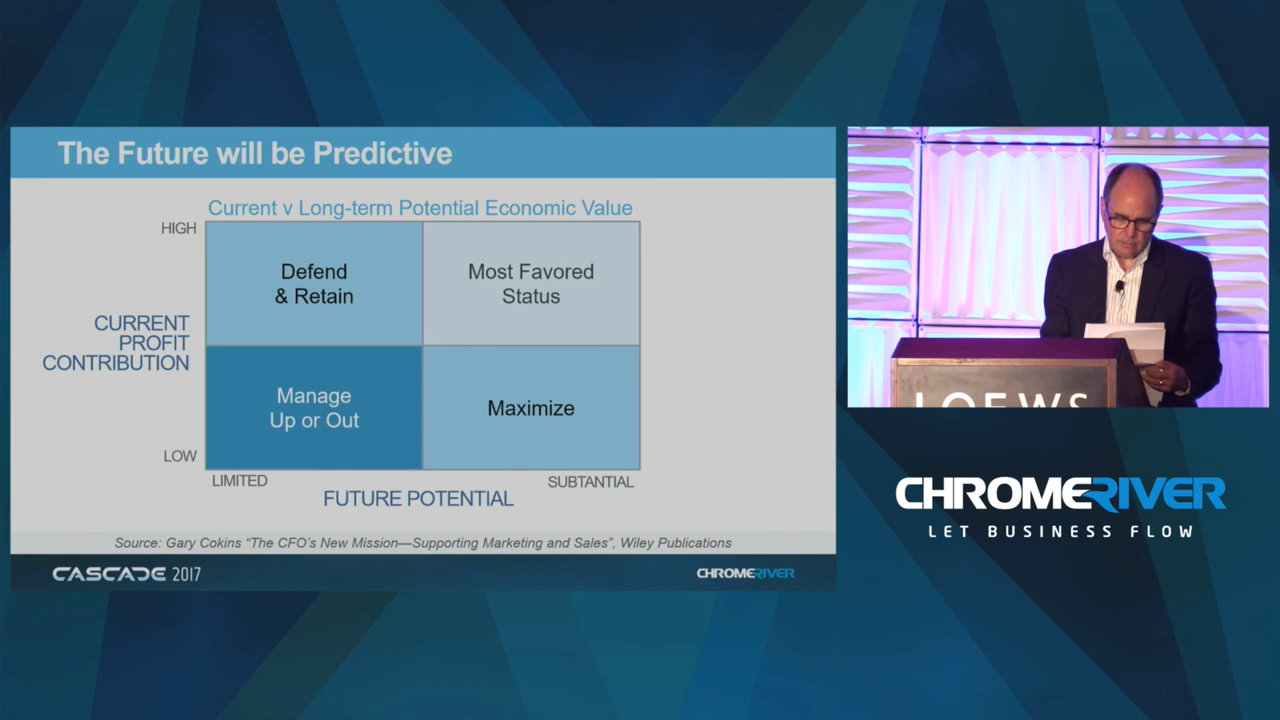 The Future will be Predictive
Current v Long-term Potential Economic Value
HIGH
Defend
& Retain
Most Favored
Status
CURRENT
PROFIT
CONTRIBUTION
Manage
Up or Out
Maximize
LOW
LIMITED
SUBTANTIAL
FUTURE POTENTIAL
Source: Gary Cokins “The CFO’s New Mission—Supporting Marketing and Sales”, Wiley Publications
CASCADE 2017
CHROMERIVER
LOEWS
CHROMERIVER
LET BUSINESS FLOW